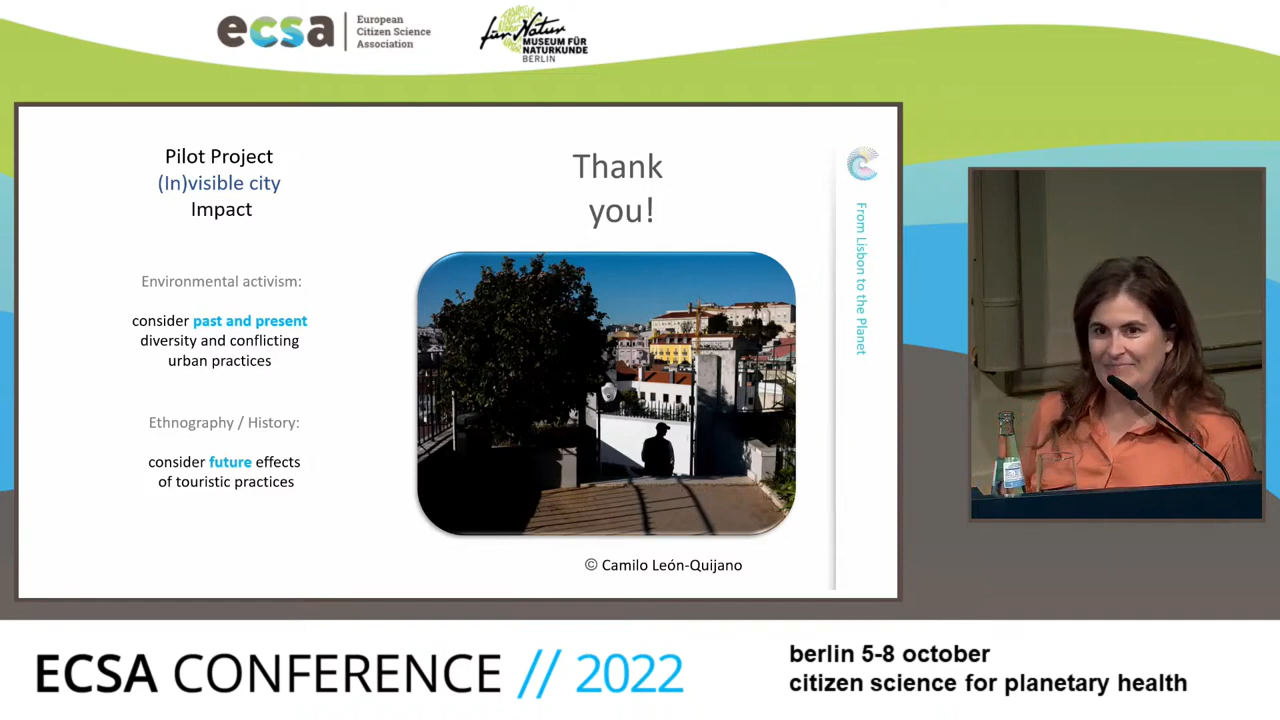 ecsa
European
Citizen Science
Association
für Natur
MUSEUM FÜR
NATURKUNDE
BERLIN
Pilot Project
(In)visible city
Impact
Environmental activism:
consider past and present
diversity and conflicting
urban practices
Ethnography / History:
consider future effects
of touristic practices
Thank
you!
© Camilo León-Quijano
From Lisbon to the Planet
ECSA CONFERENCE // 2022
berlin 5-8 october
citizen science for planetary health